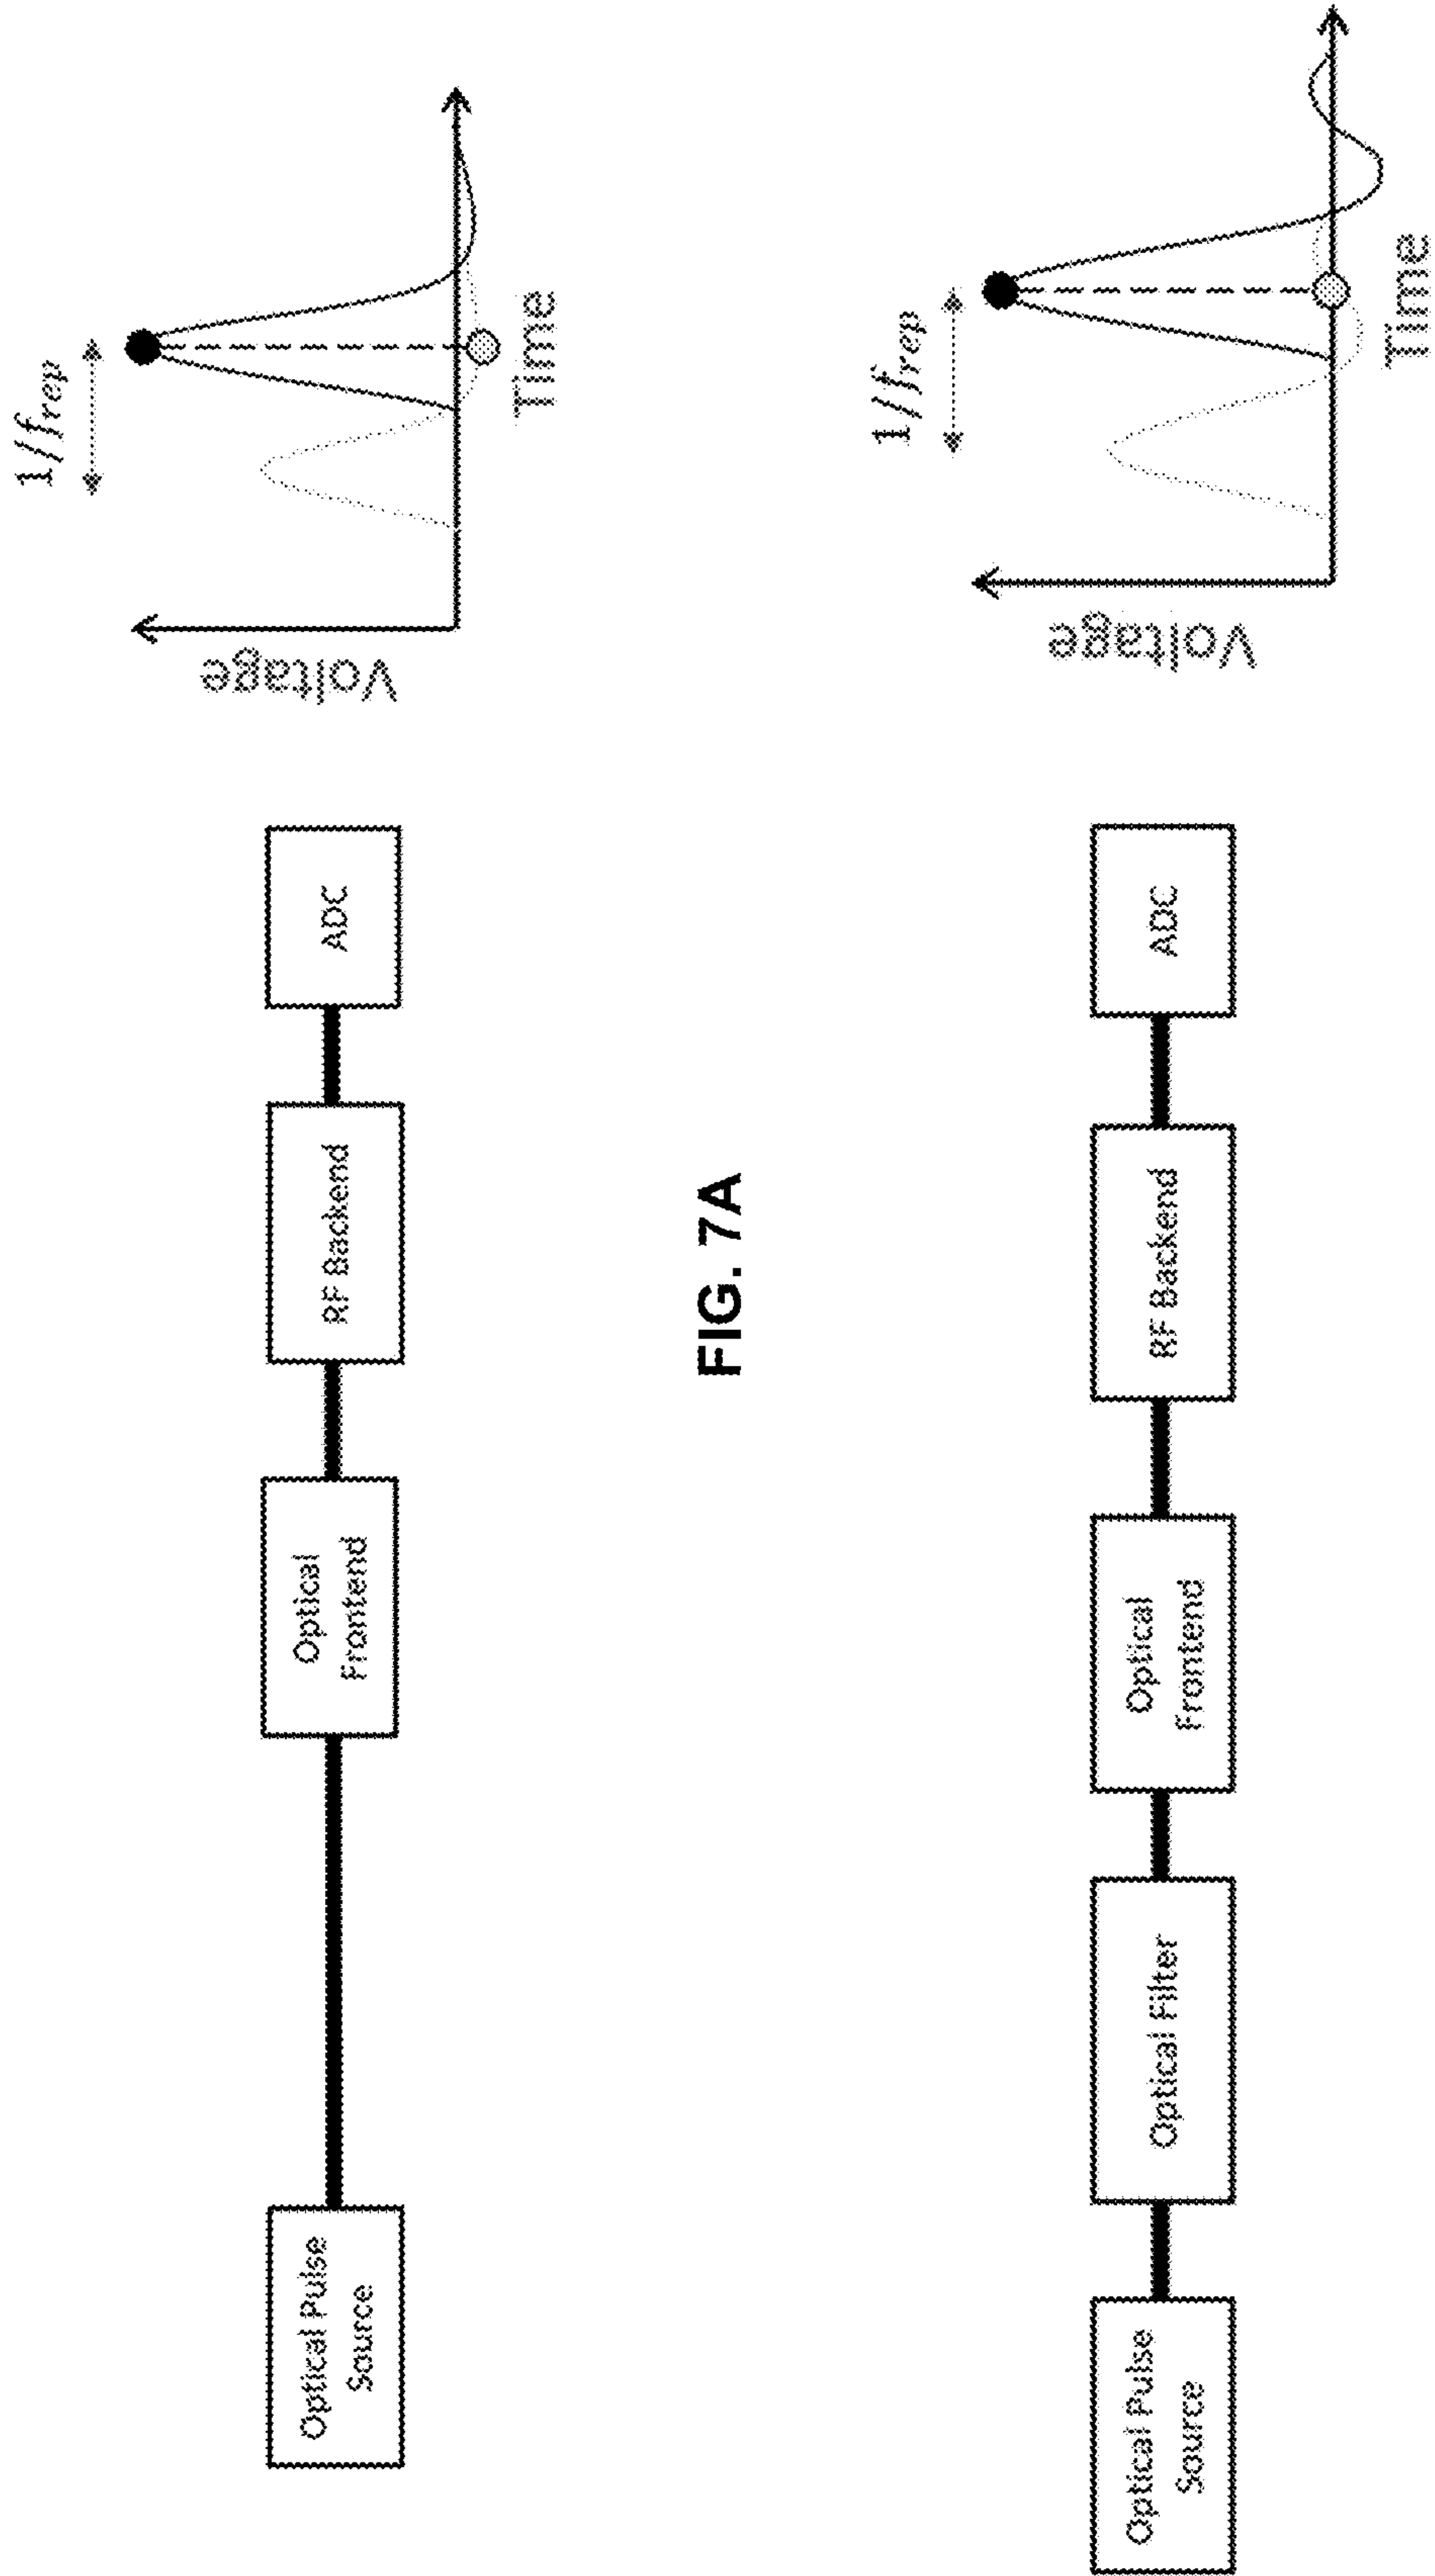 Optical Pulse
Source
Optical
Frontend
RF Backend
ADC
Voltage
1/f_rep
Time
FIG. 7A
Optical Pulse
Source
Optical Filter
Optical
Frontend
RF Backend
ADC
Voltage
1/f_rep
Time